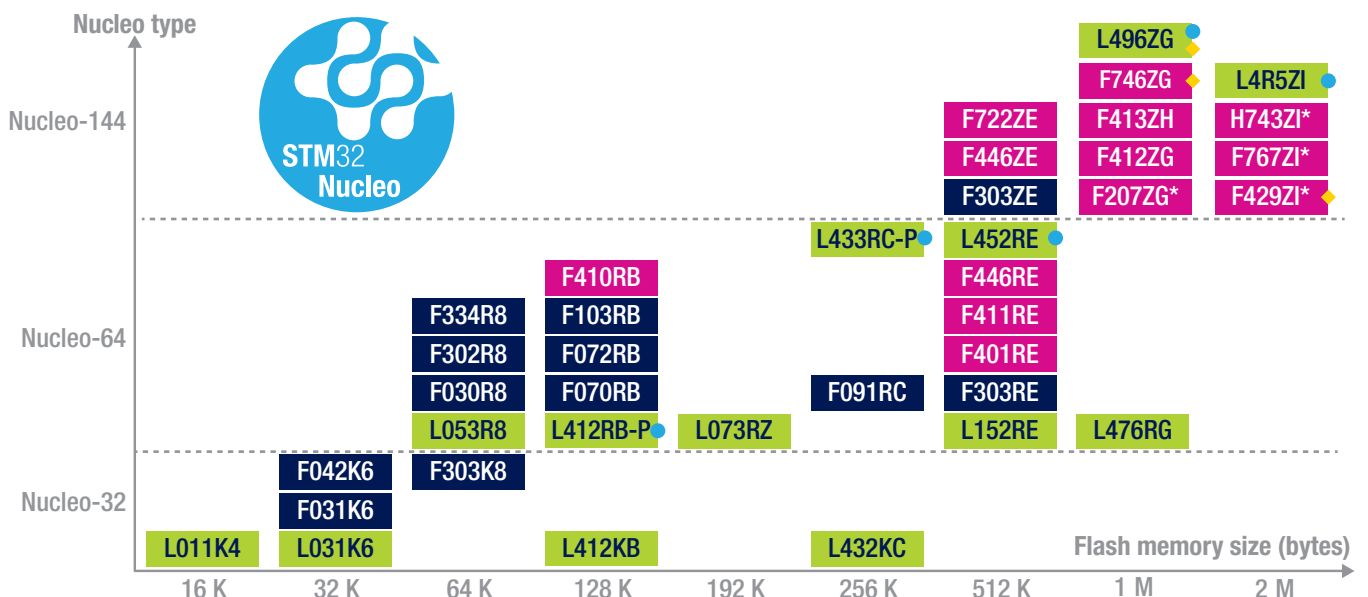 Nucleo type
Nucleo-144
Nucleo-64
Nucleo-32
STM32
Nucleo
L496ZG
F746ZG L4R5ZI
F722ZE F413ZH H743ZI*
F446ZE F412ZG F767ZI*
F303ZE F207ZG* F429ZI*
L433RC-P L452RE
F410RB F446RE
F334R8 F103RB F411RE
F302R8 F072RB F401RE
F030R8 F070RB F091RC F303RE
L053R8 L412RB-P L073RZ L152RE L476RG
F042K6 F303K8
F031K6
L011K4 L031K6 L412KB L432KC
Flash memory size (bytes)
16 K 32 K 64 K 128 K 192 K 256 K 512 K 1 M 2 M